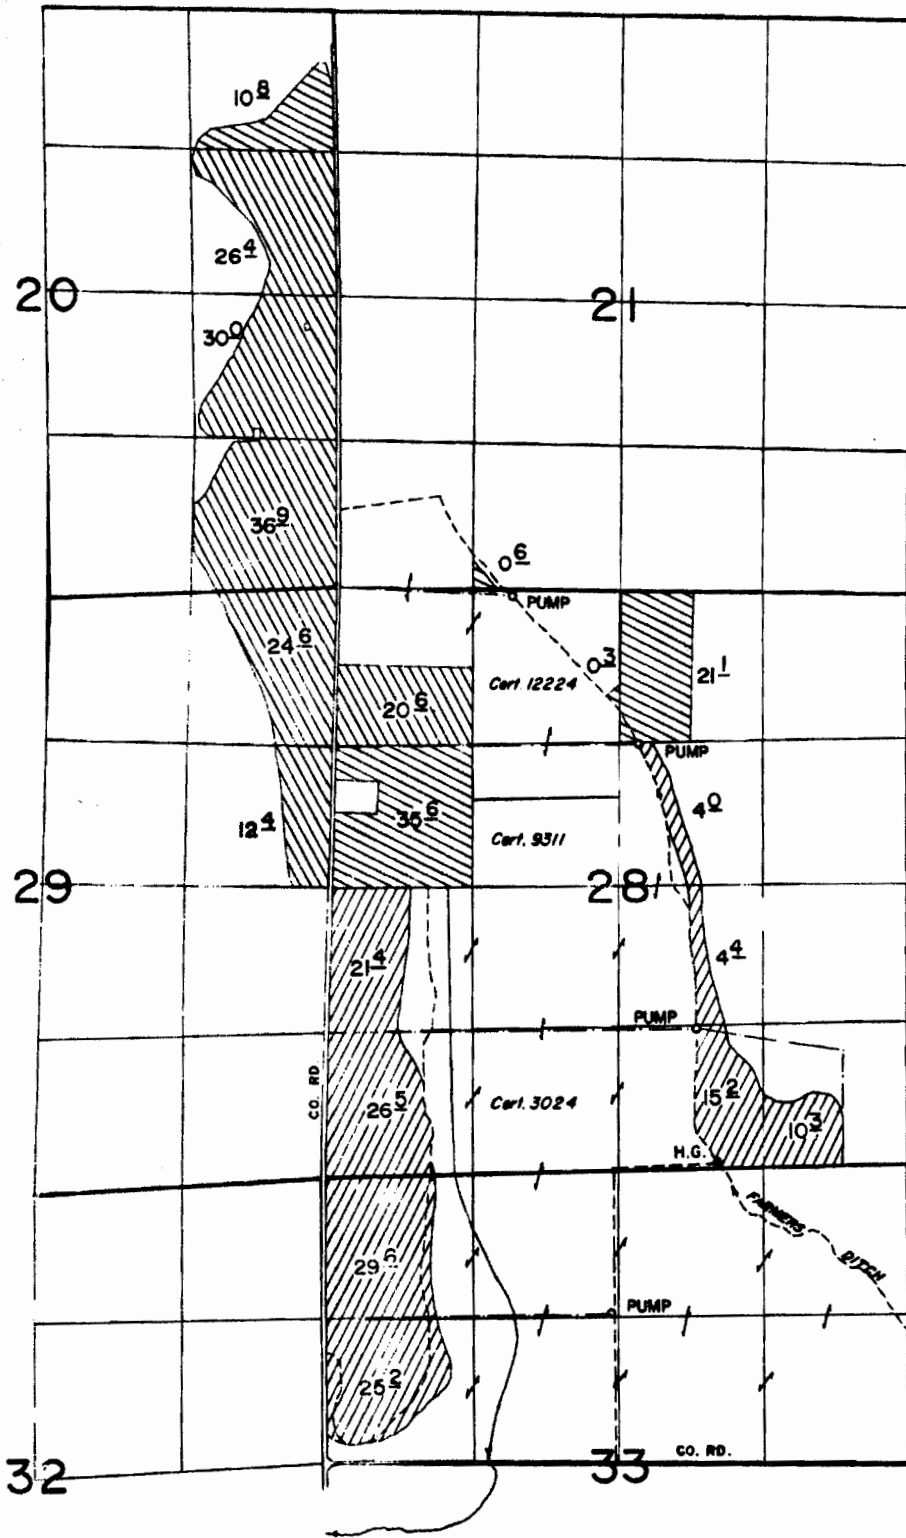 10 8
26 4
20
21
30 0
36 9
0 6
PUMP
24 6
0 3
21 1
Cert. 12224
20 6
PUMP
4 0
12 4
35 6
Cert. 9311
29
28
21 4
4 4
PUMP
CO. RD
26 5
Cert. 3024
15 2
10 3
H.G.
FARMERS DITCH
29 6
PUMP
25 2
CO. RD.
32
33